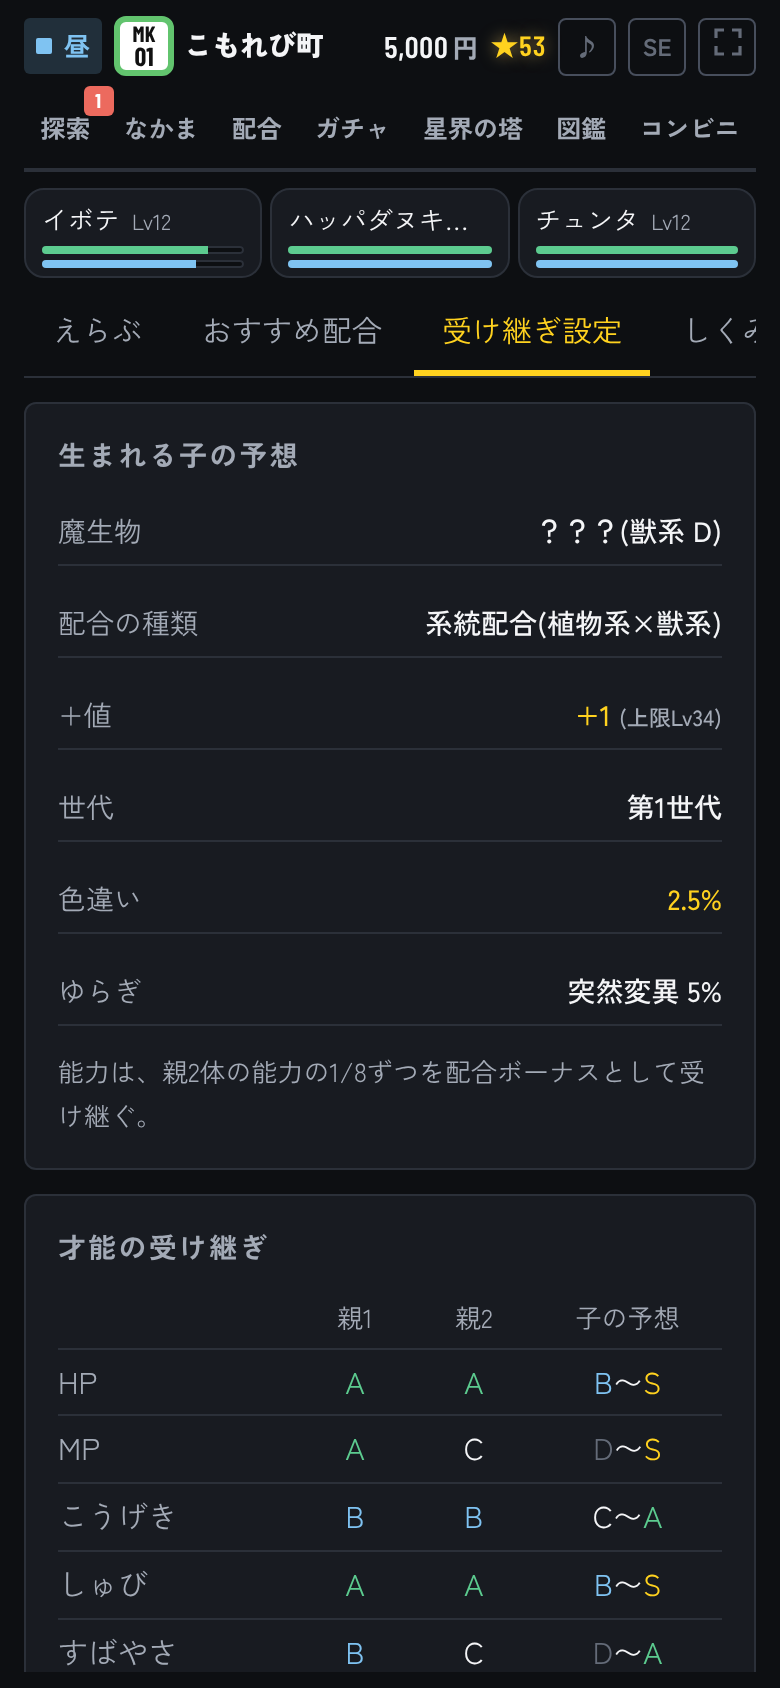 昼 MK 01 こもれび町 5,000 円 ★53 ♪ SE
1
探索 なかま 配合 ガチャ 星界の塔 図鑑 コンビニ
イボテ Lv12 ハッパダヌキ... チュンタ Lv12
えらぶ おすすめ配合 受け継ぎ設定 しくみ
生まれる子の予想
魔生物 ？？？(獣系 D)
配合の種類 系統配合(植物系×獣系)
＋値 +1 (上限Lv34)
世代 第1世代
色違い 2.5%
ゆらぎ 突然変異 5%
能力は、親2体の能力の1/8ずつを配合ボーナスとして受
け継ぐ。
才能の受け継ぎ
親1 親2 子の予想
HP A A B〜S
MP A C D〜S
こうげき B B C〜A
しゅび A A B〜S
すばやさ B C D〜A